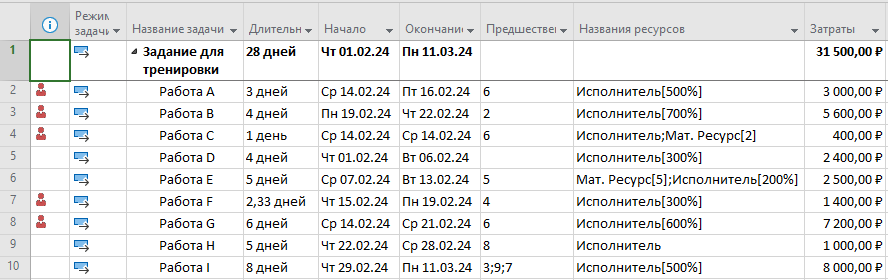 Режим задачи Название задачи Длительн Начало Окончание Предшествен Названия ресурсов Затраты
1 Задание для тренировки 28 дней Чт 01.02.24 Пн 11.03.24 31 500,00 ₽
2 Работа A 3 дней Ср 14.02.24 Пт 16.02.24 6 Исполнитель[500%] 3 000,00 ₽
3 Работа B 4 дней Пн 19.02.24 Чт 22.02.24 2 Исполнитель[700%] 5 600,00 ₽
4 Работа C 1 день Ср 14.02.24 Ср 14.02.24 6 Исполнитель;Мат. Ресурс[2] 400,00 ₽
5 Работа D 4 дней Чт 01.02.24 Вт 06.02.24 Исполнитель[300%] 2 400,00 ₽
6 Работа E 5 дней Ср 07.02.24 Вт 13.02.24 5 Мат. Ресурс[5];Исполнитель[200%] 2 500,00 ₽
7 Работа F 2,33 дней Чт 15.02.24 Пн 19.02.24 4 Исполнитель[300%] 1 400,00 ₽
8 Работа G 6 дней Ср 14.02.24 Ср 21.02.24 6 Исполнитель[600%] 7 200,00 ₽
9 Работа H 5 дней Чт 22.02.24 Ср 28.02.24 8 Исполнитель 1 000,00 ₽
10 Работа I 8 дней Чт 29.02.24 Пн 11.03.24 3;9;7 Исполнитель[500%] 8 000,00 ₽